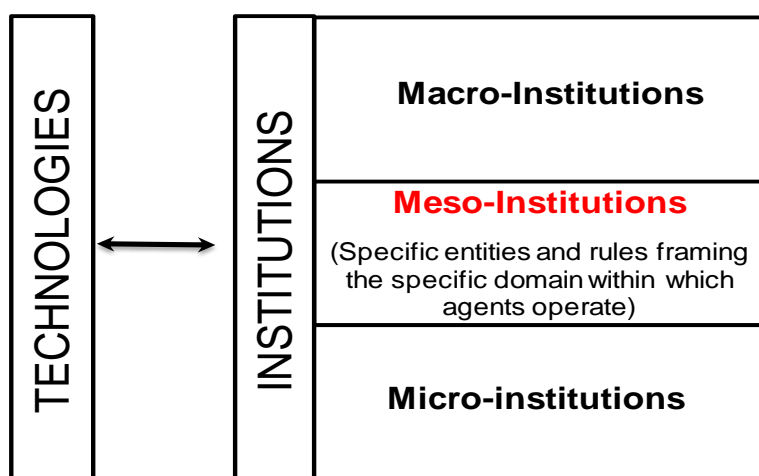 TECHNOLOGIES
INSTITUTIONS
Macro-Institutions
Meso-Institutions
(Specific entities and rules framing
the specific domain within which
agents operate)
Micro-institutions